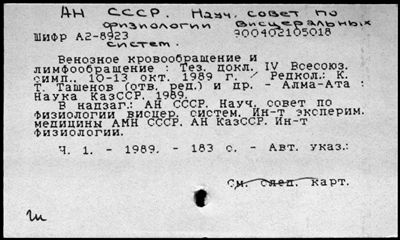 АН СССР. Науч. совет по
физиологии висцеральных
Шифр А2-8923 900402105018
систем.
Венозное кровообращение и
лимфообращение : Тез. докл. IV Всесоюз.
симп., 10-13 окт. 1989 г. / Редкол.: К.
Т. Ташенов (отв. ред.) и др. - Алма-Ата :
Наука КазССР, 1989.
В надзаг.: АН СССР. Науч. совет по
физиологии висцер. систем, Ин-т эксперим.
медицины АМН СССР. АН КазССР. Ин-т
физиологии.
Ч. 1. - 1989. - 183 с. - Авт. указ.:
См. след. карт.